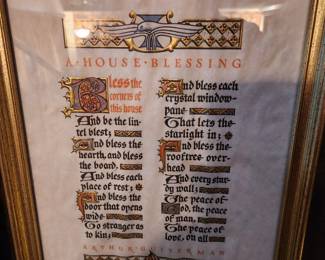 A · HOUSE · BLESSING
Bless the
corners of
this house
And be the lin-
tel blest;
And bless the
hearth, and bless
the board,
And bless each
place of rest;
And bless the
door that opens
wide
To stranger as
to kin;
And bless each
crystal window-
pane
That lets the
starlight in;
And bless the
rooftree over-
head
And every stur-
dy wall;
The peace of
God, the peace
of man,
The peace of
love, on all
ARTHUR GUITERMAN